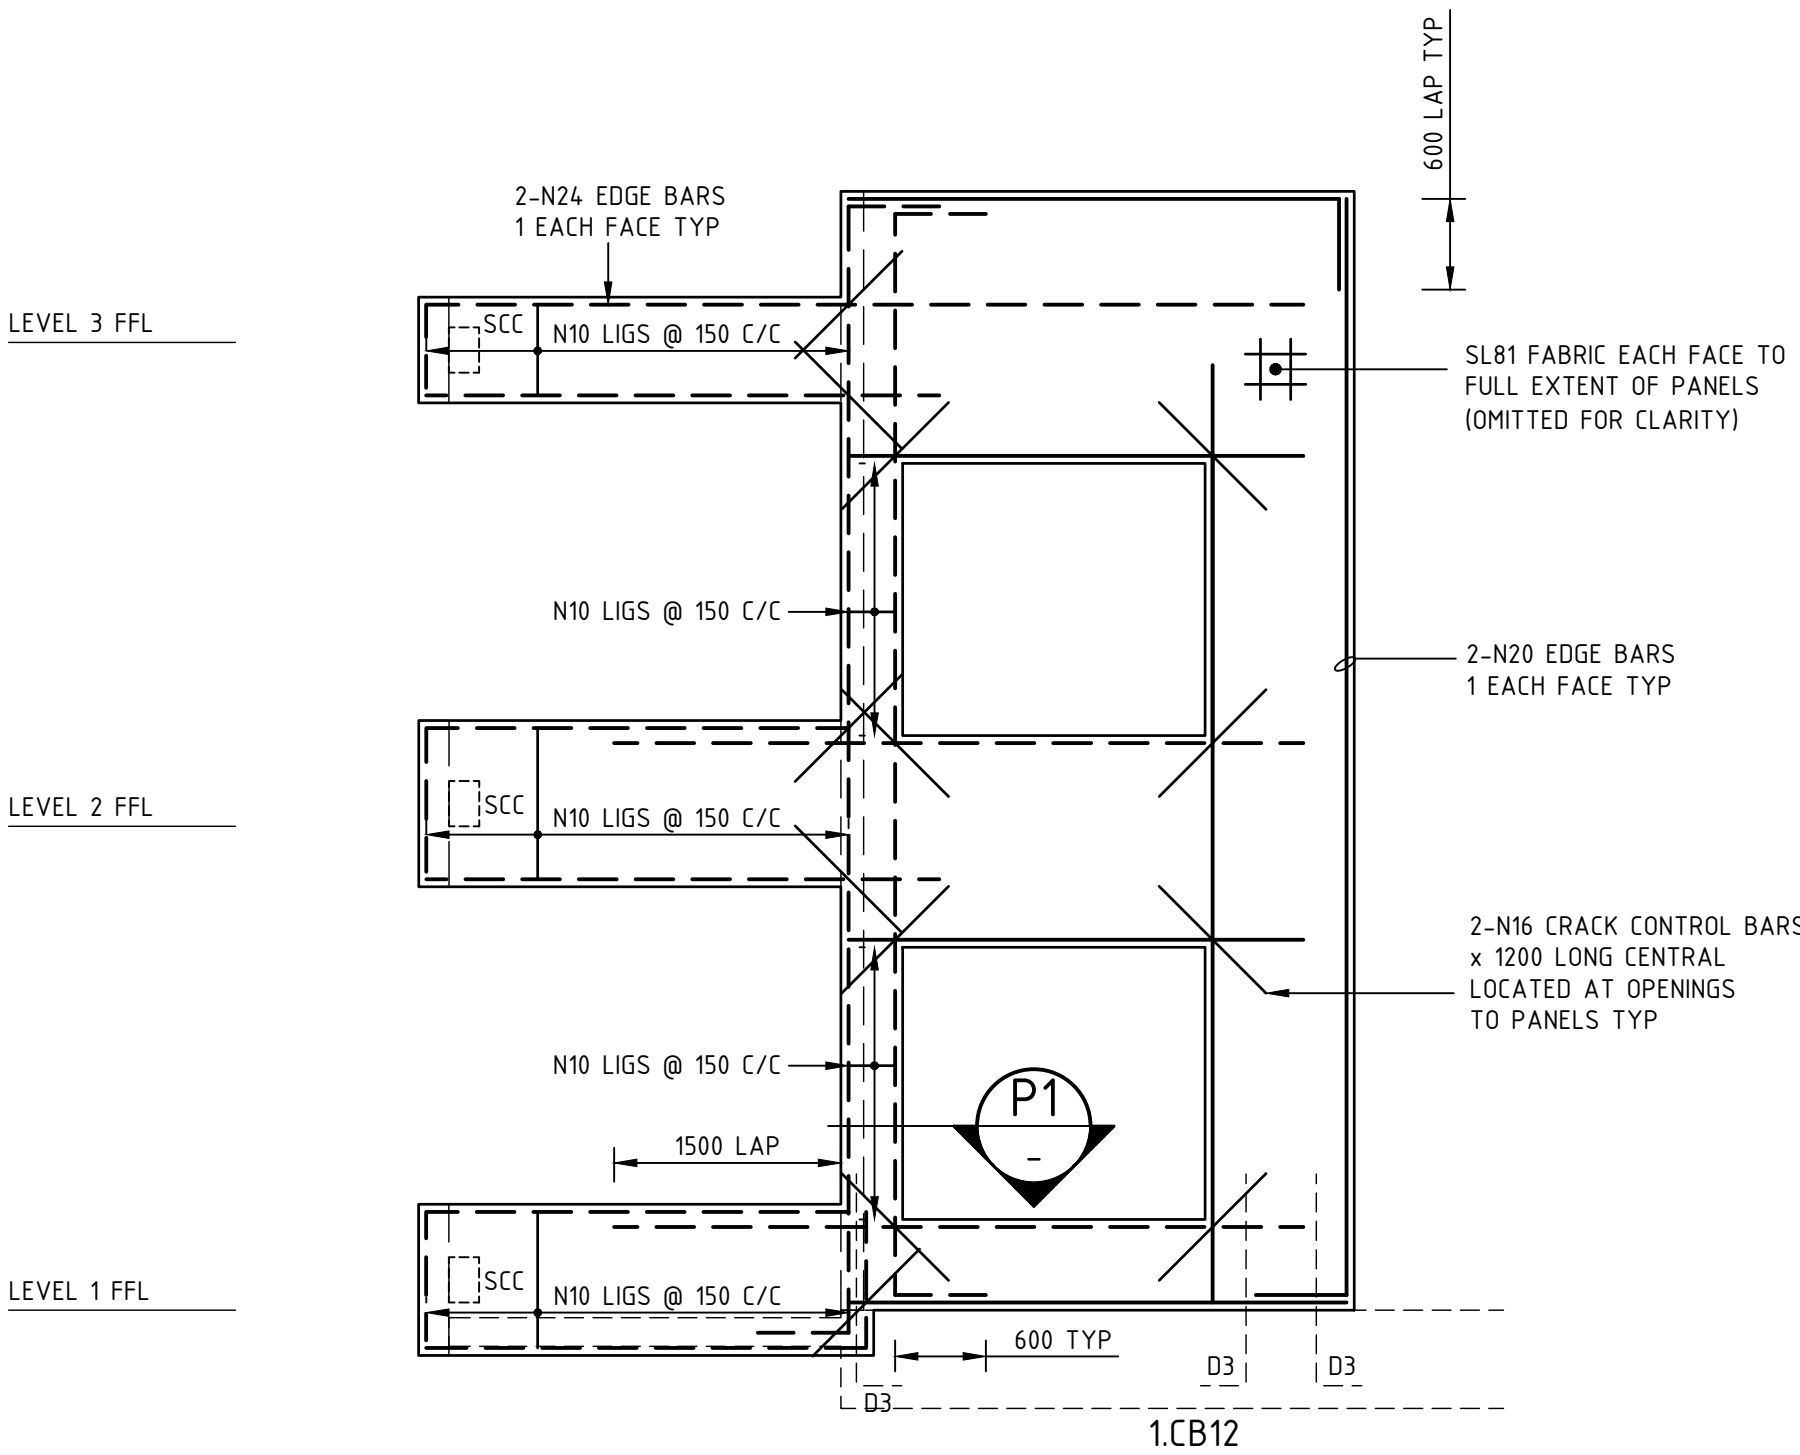 600 LAP TYP
2-N24 EDGE BARS
1 EACH FACE TYP
LEVEL 3 FFL
SCC
N10 LIGS @ 150 C/C
SL81 FABRIC EACH FACE TO
FULL EXTENT OF PANELS
(OMITTED FOR CLARITY)
N10 LIGS @ 150 C/C
2-N20 EDGE BARS
1 EACH FACE TYP
LEVEL 2 FFL
SCC
N10 LIGS @ 150 C/C
2-N16 CRACK CONTROL BARS
x 1200 LONG CENTRAL
LOCATED AT OPENINGS
TO PANELS TYP
N10 LIGS @ 150 C/C
P1
-
1500 LAP
LEVEL 1 FFL
SCC
N10 LIGS @ 150 C/C
600 TYP
D3
D3
D3
1.CB12